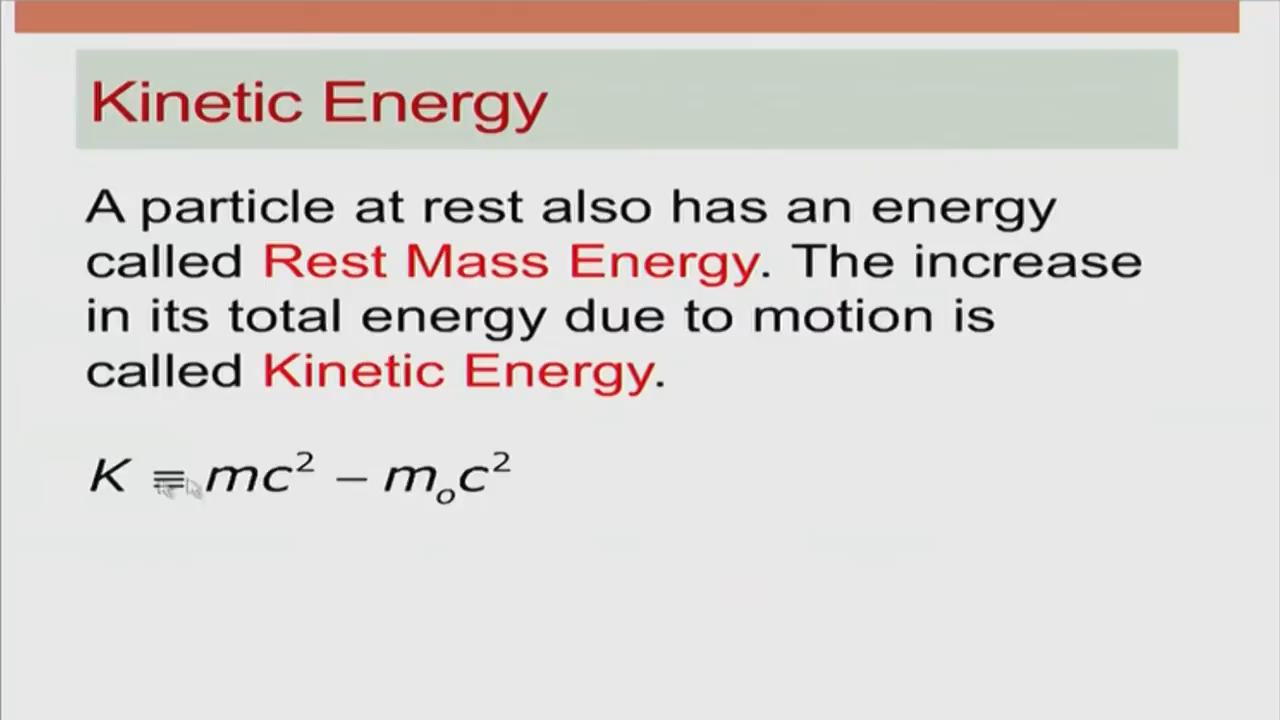 Kinetic Energy
A particle at rest also has an energy
called Rest Mass Energy. The increase
in its total energy due to motion is
called Kinetic Energy.
K ≡ mc² − mₒc²